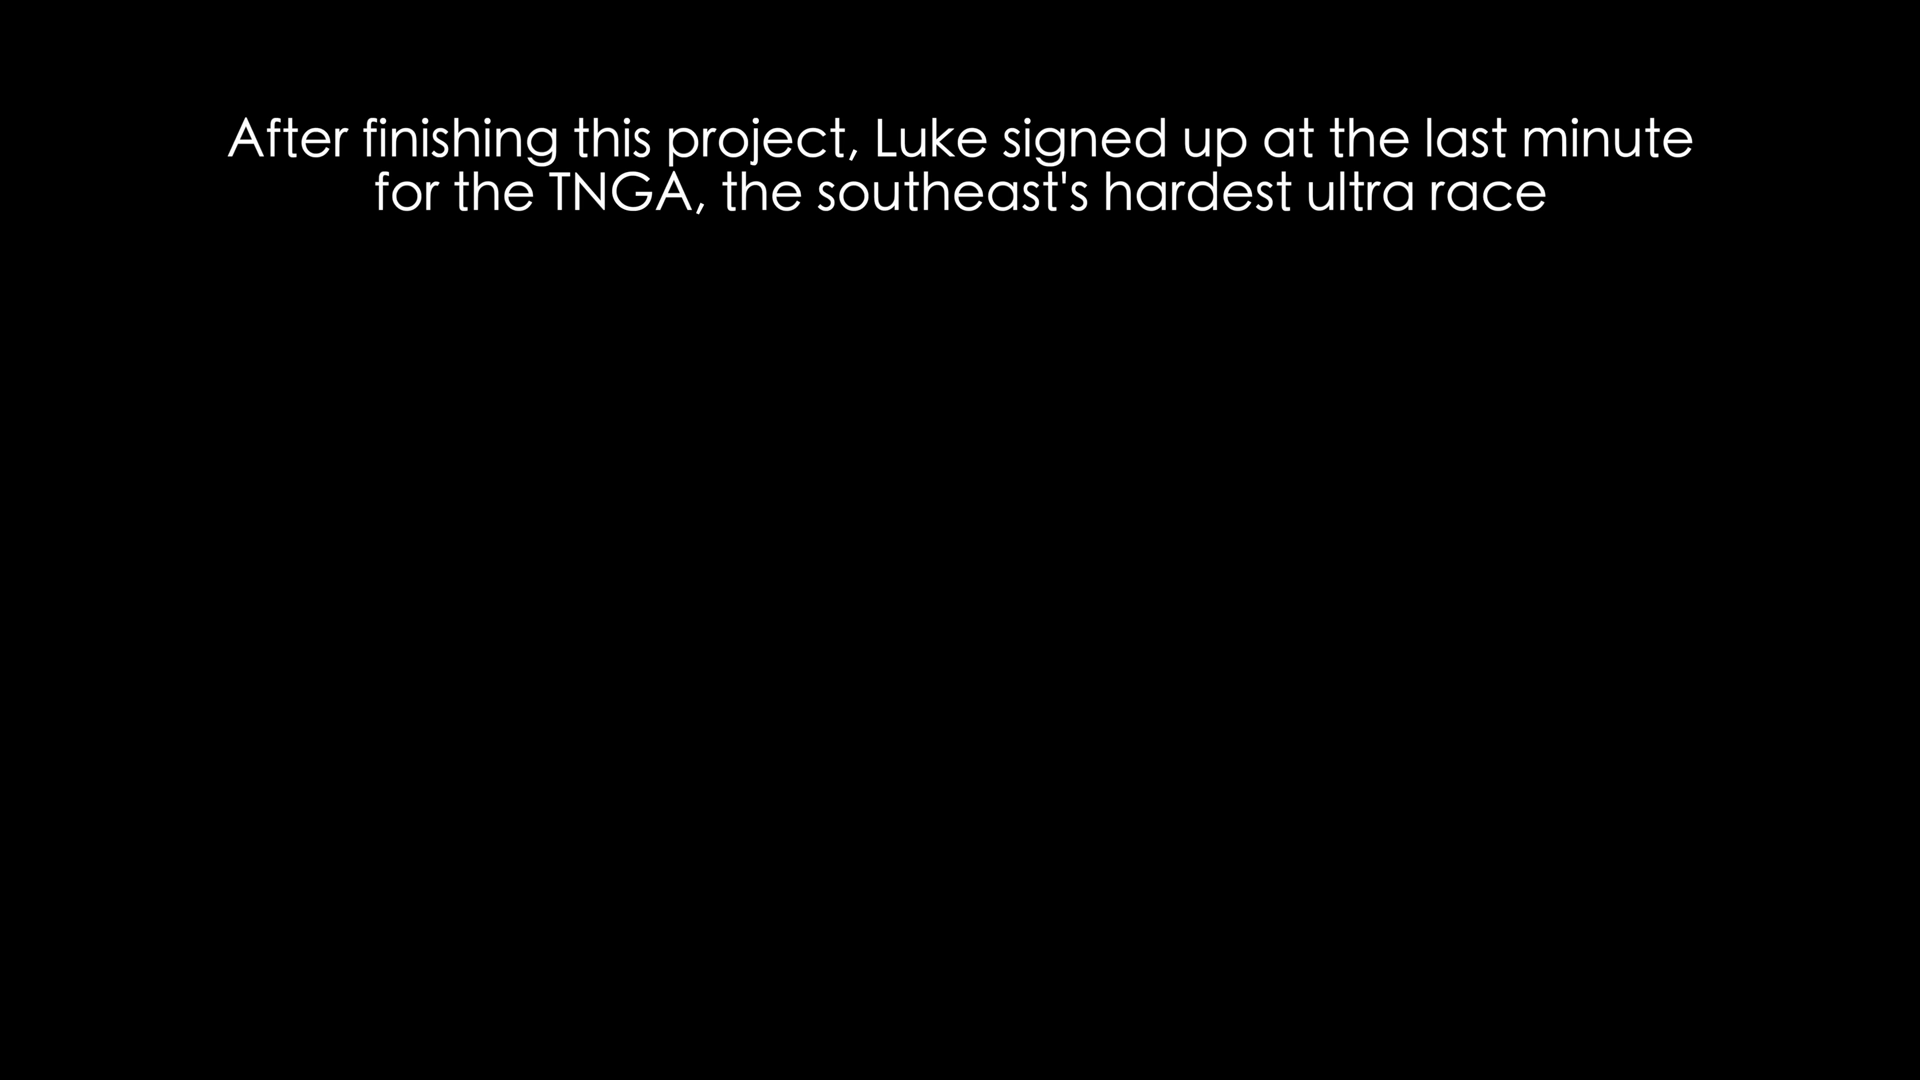 After finishing this project, Luke signed up at the last minute
for the TNGA, the southeast's hardest ultra race